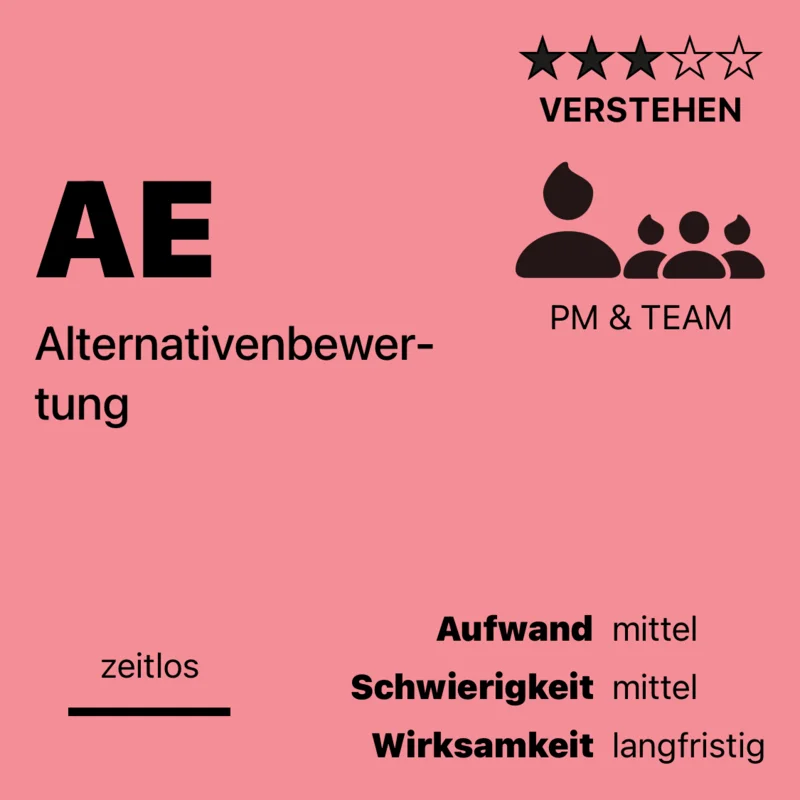 ★★★☆☆
VERSTEHEN
AE
PM & TEAM
Alternativenbewer-
tung
zeitlos
Aufwand mittel
Schwierigkeit mittel
Wirksamkeit langfristig